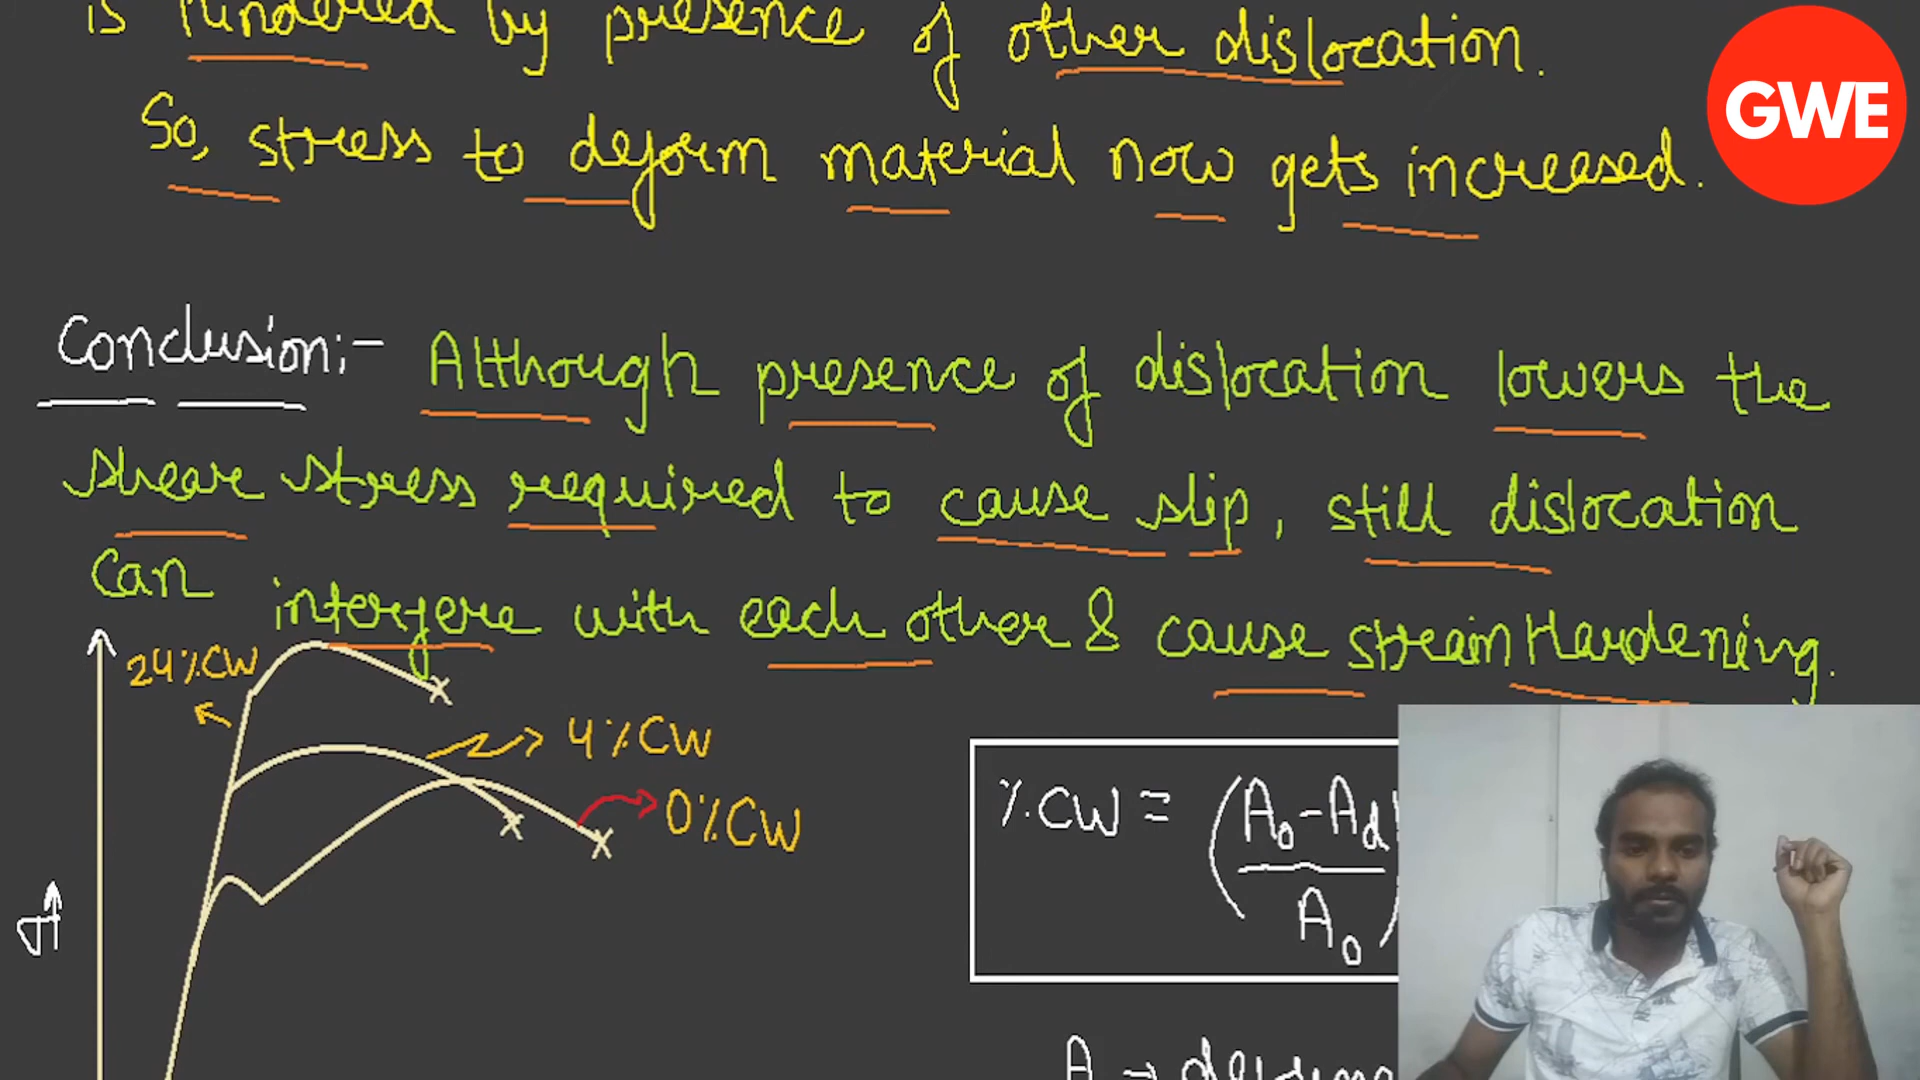 is hindered by presence of other dislocation.
So, stress to deform material now gets increased.
Conclusion:- Although presence of dislocation lowers the
shear stress required to cause slip, still dislocation
can interfere with each other & cause strain Hardening.
24%CW
4%CW
0%CW
σ↑
%CW = (A₀-Ad
A₀)
A
GWE